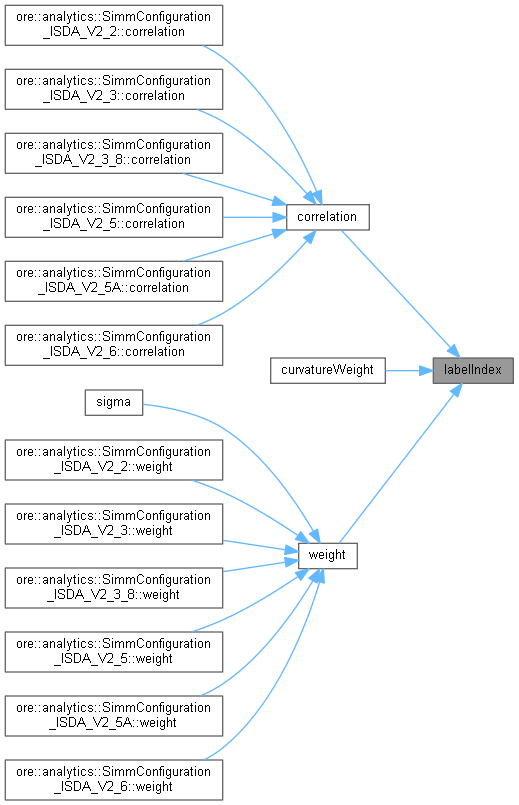 ore::analytics::SimmConfiguration
_ISDA_V2_2::correlation
ore::analytics::SimmConfiguration
_ISDA_V2_3::correlation
ore::analytics::SimmConfiguration
_ISDA_V2_3_8::correlation
ore::analytics::SimmConfiguration
_ISDA_V2_5::correlation
correlation
ore::analytics::SimmConfiguration
_ISDA_V2_5A::correlation
ore::analytics::SimmConfiguration
_ISDA_V2_6::correlation
curvatureWeight
labelIndex
sigma
ore::analytics::SimmConfiguration
_ISDA_V2_2::weight
ore::analytics::SimmConfiguration
_ISDA_V2_3::weight
weight
ore::analytics::SimmConfiguration
_ISDA_V2_3_8::weight
ore::analytics::SimmConfiguration
_ISDA_V2_5::weight
ore::analytics::SimmConfiguration
_ISDA_V2_5A::weight
ore::analytics::SimmConfiguration
_ISDA_V2_6::weight